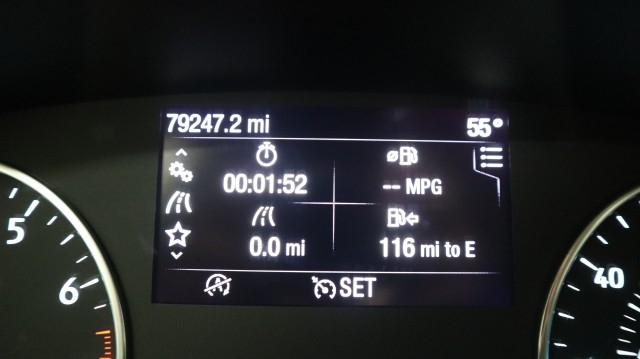 79247.2 mi 55°
00:01:52 -- MPG
0.0 mi 116 mi to E
SET
5
6
40